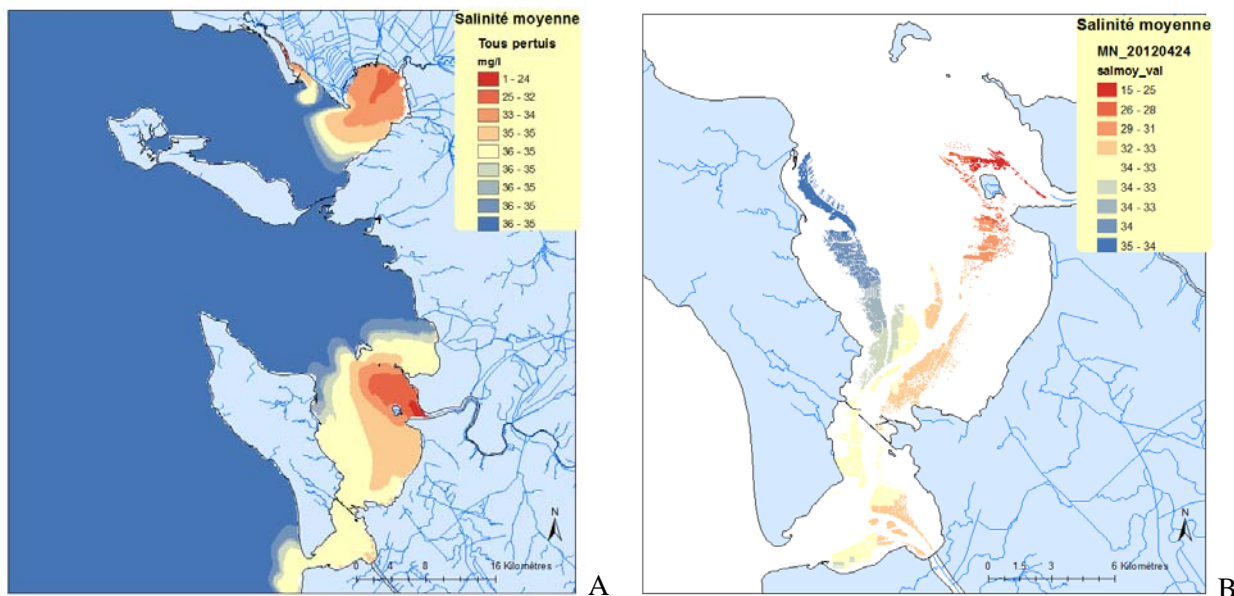 Salinité moyenne
Tous pertuis
mg/l
1 - 24
25 - 32
33 - 34
35 - 35
36 - 35
36 - 35
36 - 35
36 - 35
36 - 35
N
0 4 8 16 Kilomètres
A
Salinité moyenne
MN_20120424
salmoy_val
15 - 25
26 - 28
29 - 31
32 - 33
34 - 33
34 - 33
34 - 33
34
35 - 34
N
0 1.5 3 6 Kilomètres
B